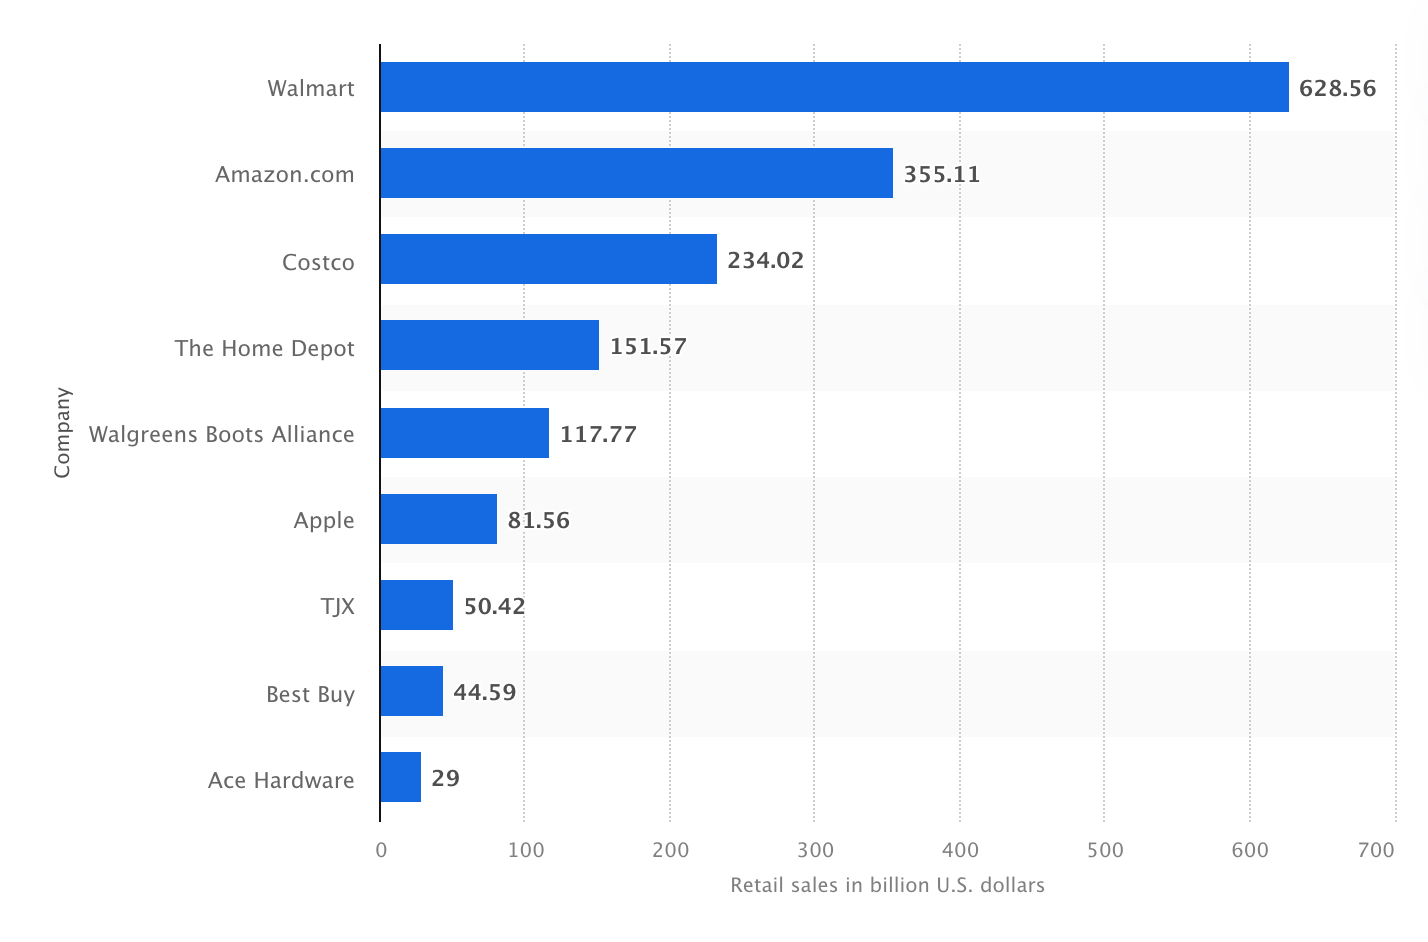 Company
Walmart 628.56
Amazon.com 355.11
Costco 234.02
The Home Depot 151.57
Walgreens Boots Alliance 117.77
Apple 81.56
TJX 50.42
Best Buy 44.59
Ace Hardware 29
0 100 200 300 400 500 600 700
Retail sales in billion U.S. dollars